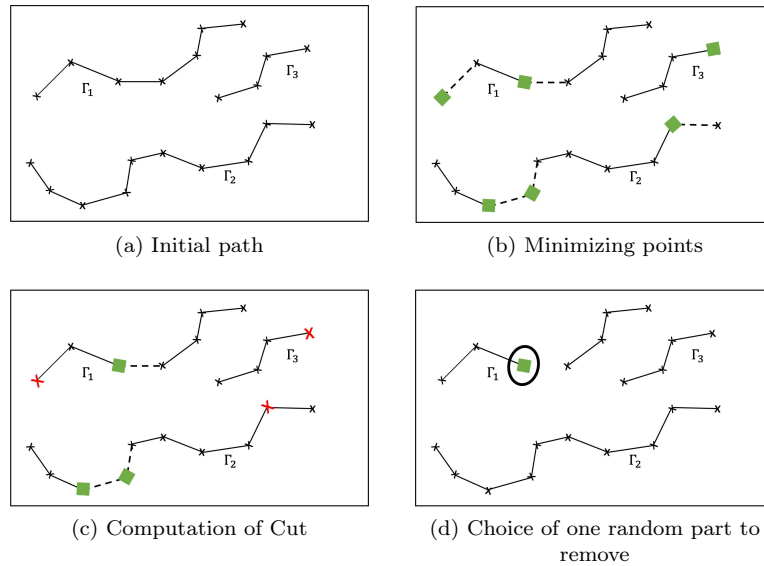 Γ₁
Γ₃
Γ₂
(a) Initial path
Γ₁
Γ₃
Γ₂
(b) Minimizing points
Γ₁
Γ₃
Γ₂
(c) Computation of Cut
Γ₁
Γ₃
Γ₂
(d) Choice of one random part to
remove